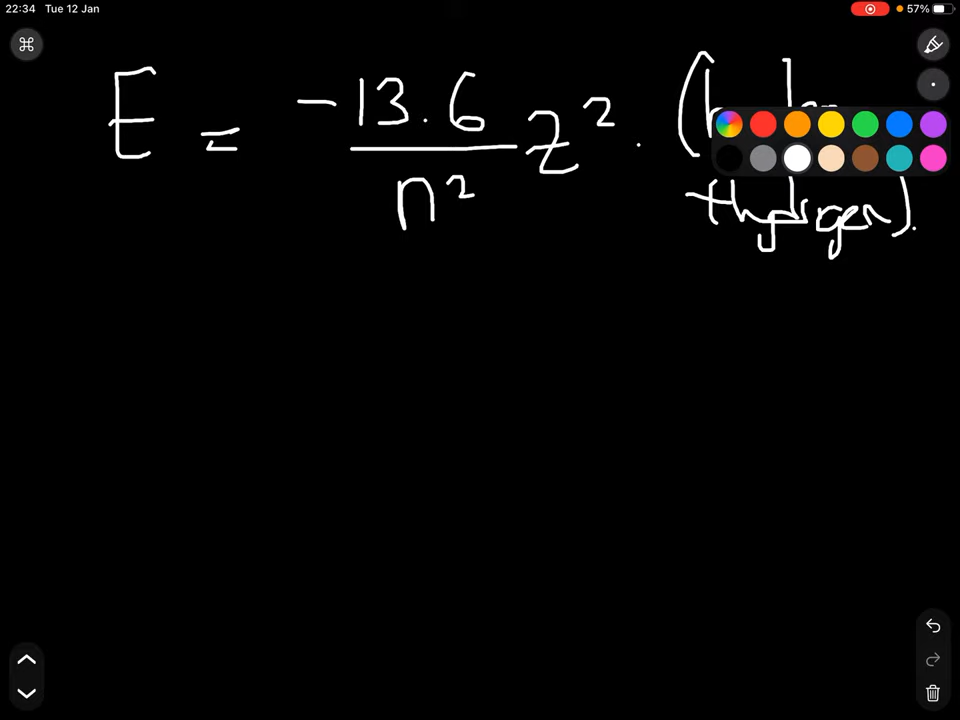 22:34 Tue 12 Jan
57%
E = -13.6/n² Z². (
+hydrogen).